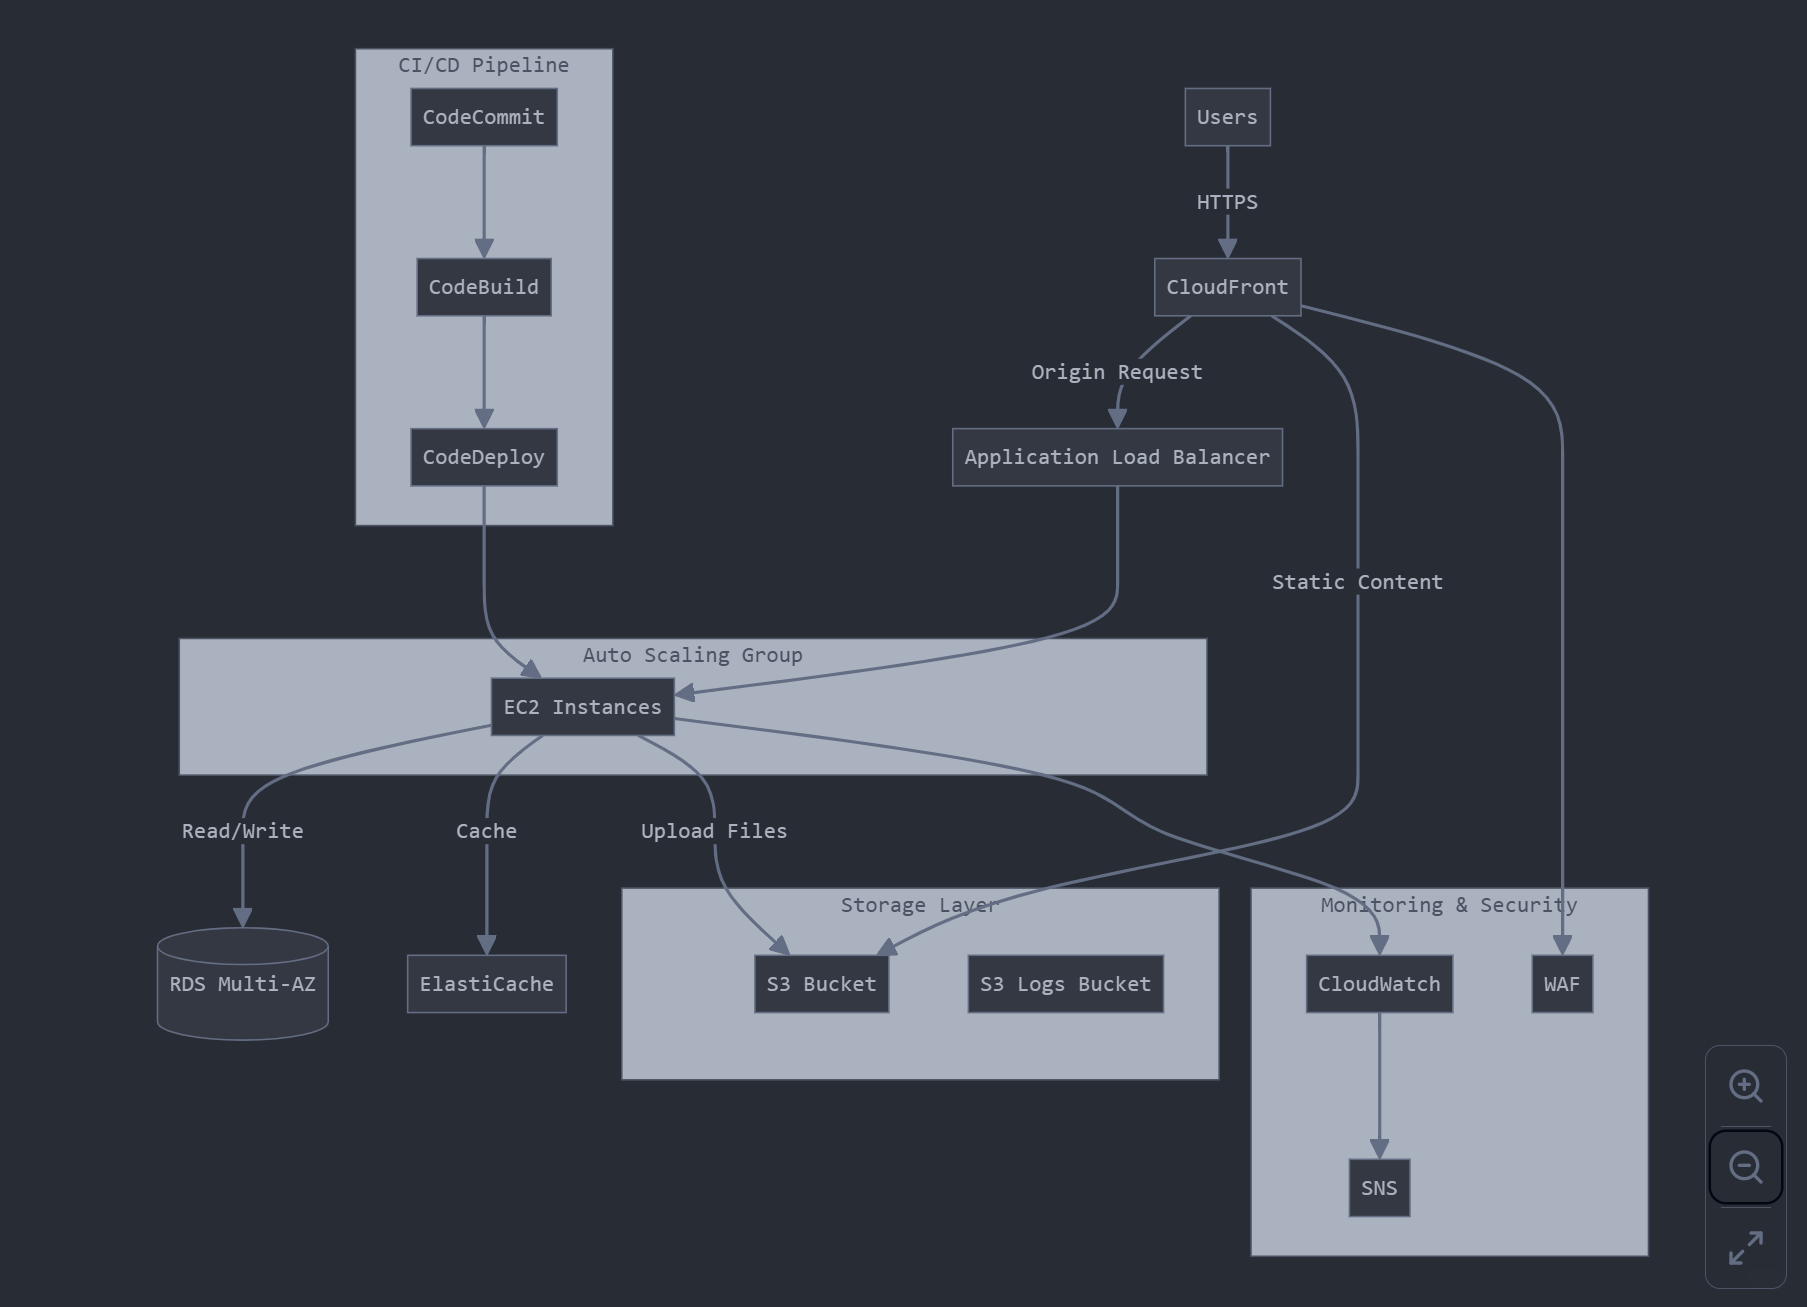 CI/CD Pipeline
CodeCommit
Users
HTTPS
CodeBuild
CloudFront
Origin Request
CodeDeploy
Application Load Balancer
Static Content
Auto Scaling Group
EC2 Instances
Read/Write
Cache
Upload Files
Storage Layer
Monitoring & Security
RDS Multi-AZ
ElastiCache
S3 Bucket
S3 Logs Bucket
CloudWatch
WAF
SNS